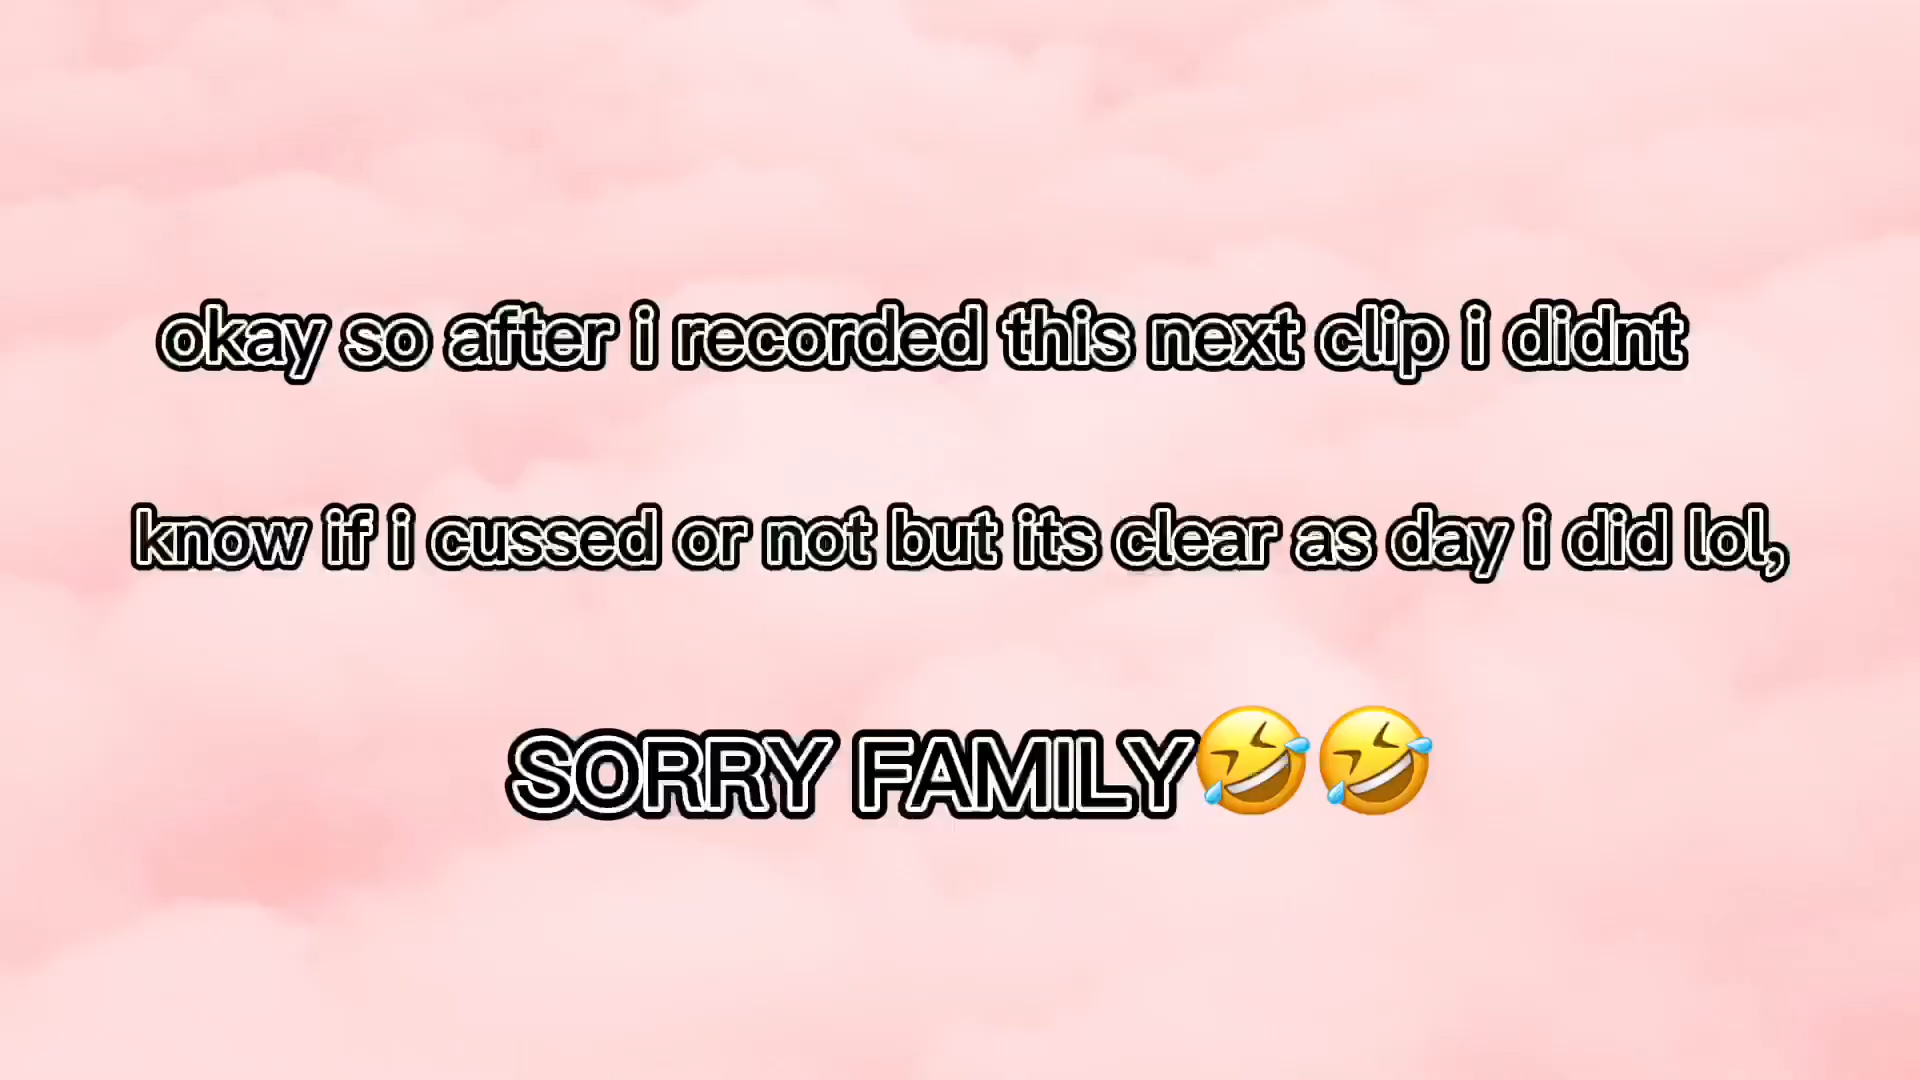 okay so after i recorded this next clip i didnt
know if i cussed or not but its clear as day i did lol,
SORRY FAMILY🤣🤣